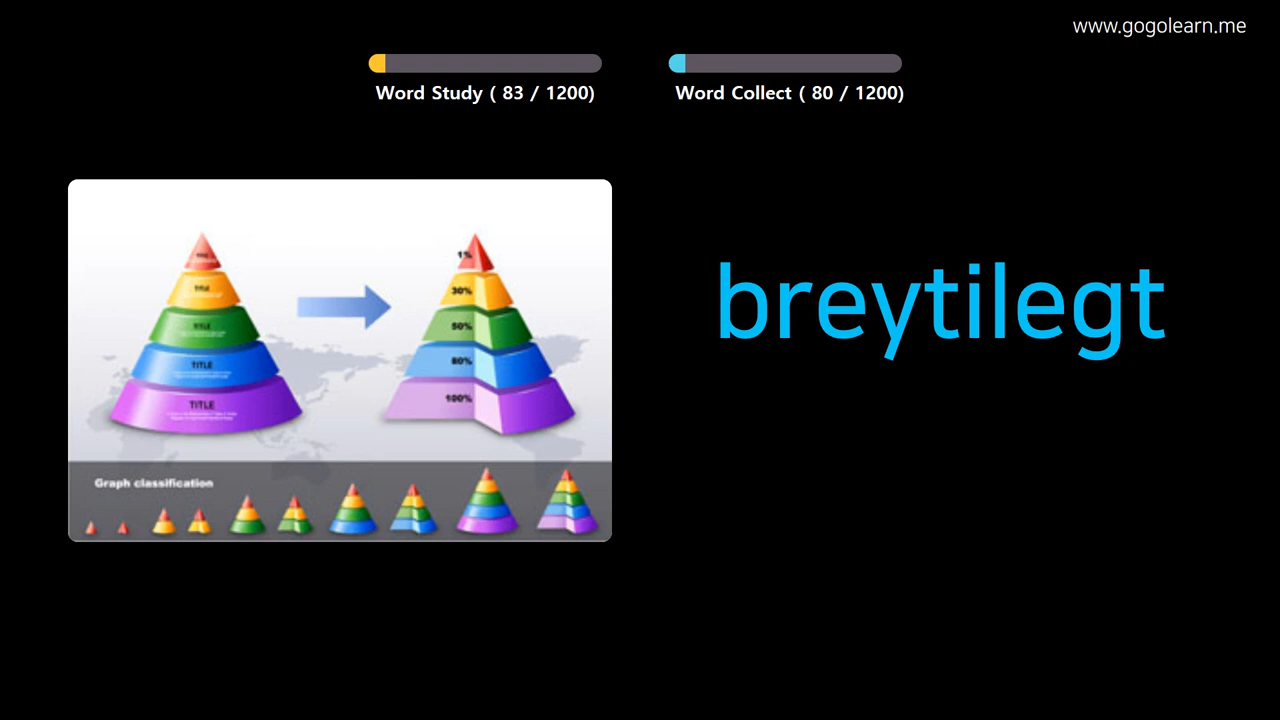 www.gogolearn.me
Word Study ( 83 / 1200)
Word Collect ( 80 / 1200)
breytilegt
TITLE
TITLE
TITLE
TITLE
1%
30%
50%
80%
100%
Graph classification